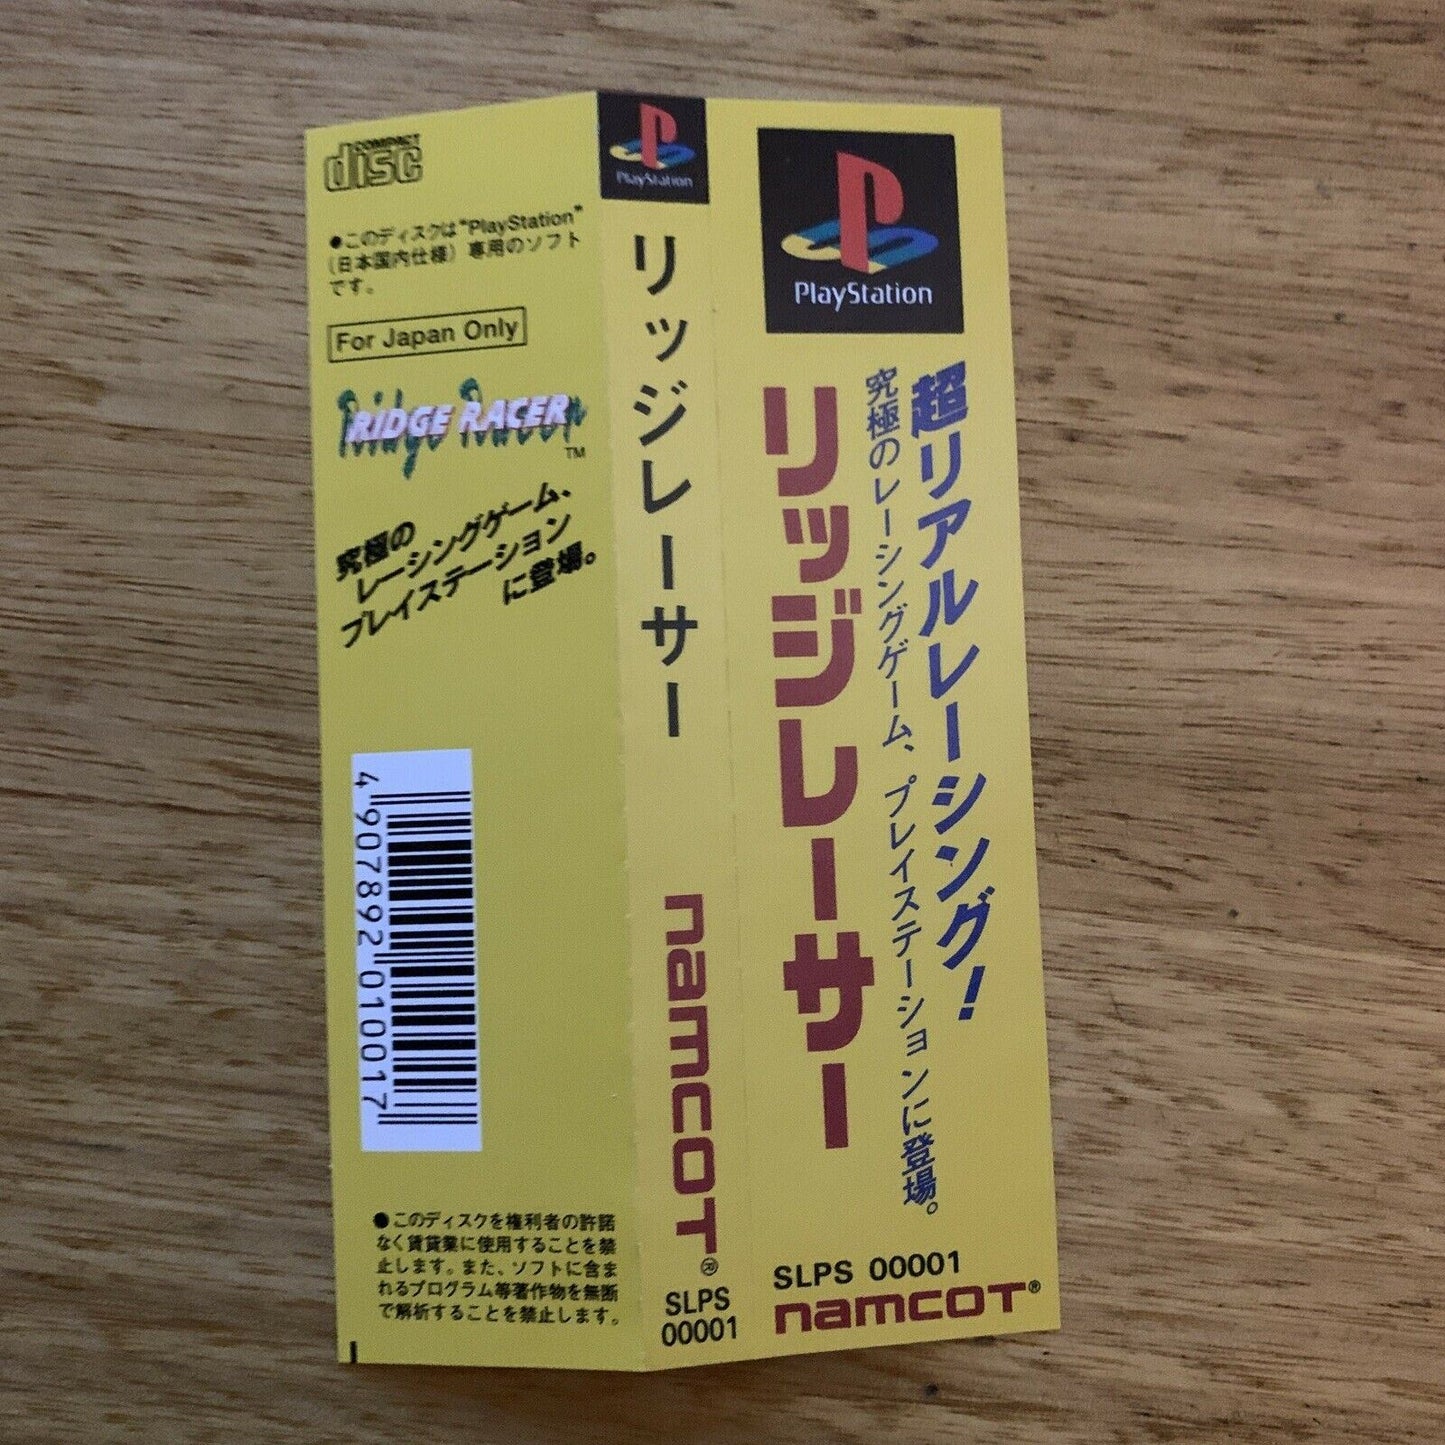 COMPACT
disc
●このディスクは"PlayStation"
(日本国内仕様)専用のソフト
です。
For Japan Only
Ridge Racer
RIDGE RACER
TM
究極の
レーシングゲーム、
プレイステーション
に登場。
4 907892 010017
●このディスクを権利者の許諾
なく賃貸業に使用することを禁
止します。また、ソフトに含ま
れるプログラム等著作物を無断
で解析することを禁止します。
PlayStation
リッジレーサー
namcot®
SLPS
00001
PlayStation
超リアルレーシング!
究極のレーシングゲーム、プレイステーションに登場。
リッジレーサー
SLPS 00001
namcot®